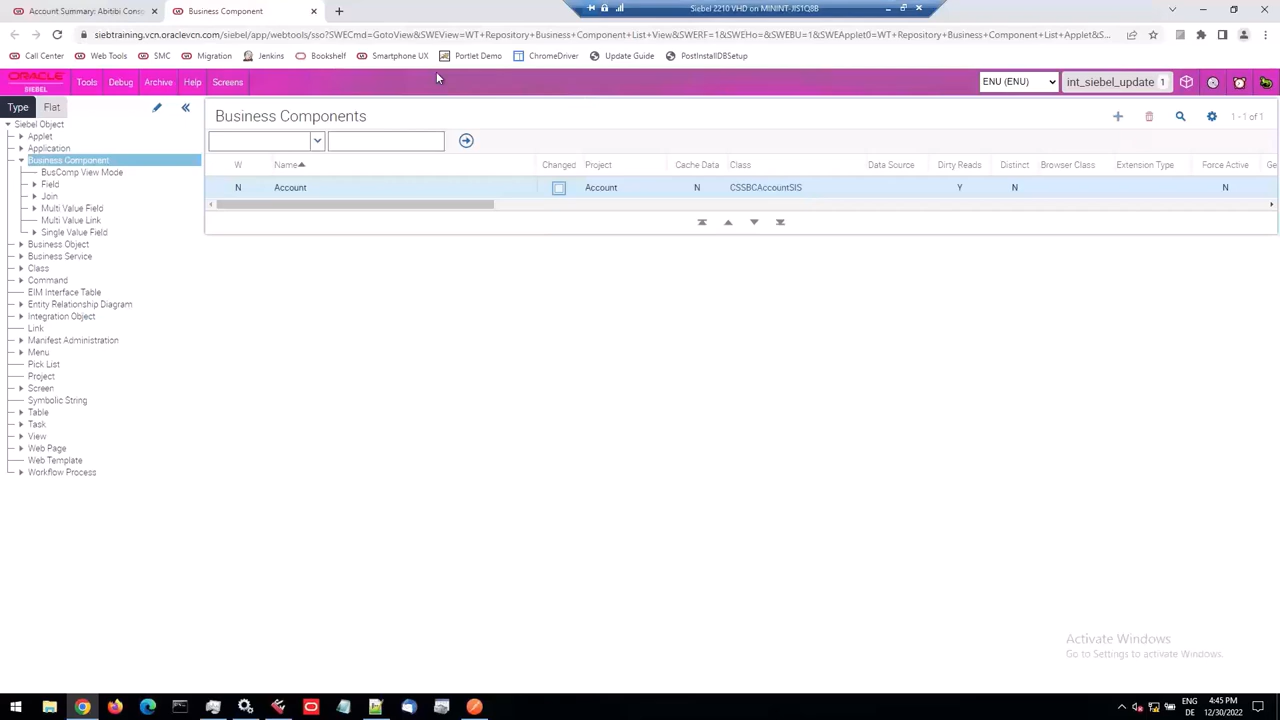 Account Summary: Abitibi Cons
Business Component
Siebel 2210 VHD on MININT-JIS1Q8B
siebtraining.vcn.oraclevcn.com/siebel/app/webtools/sso?SWECmd=GotoView&SWEView=WT+Repository+Business+Component+List+View&SWERF=1&SWEHo=&SWEBU=1&SWEApplet0=WT+Repository+Business+Component+List+Applet&S...
Call Center
Web Tools
SMC
Migration
Jenkins
Bookshelf
Smartphone UX
Portlet Demo
ChromeDriver
Update Guide
PostInstallDBSetup
ORACLE
SIEBEL
Tools Debug Archive Help Screens
ENU (ENU)
int_siebel_update 1
Type Flat
Siebel Object
Applet
Application
Business Component
BusComp View Mode
Field
Join
Multi Value Field
Multi Value Link
Single Value Field
Business Object
Business Service
Class
Command
EIM Interface Table
Entity Relationship Diagram
Integration Object
Link
Manifest Administration
Menu
Pick List
Project
Screen
Symbolic String
Table
Task
View
Web Page
Web Template
Workflow Process
Business Components
1 - 1 of 1
W Name Changed Project Cache Data Class Data Source Dirty Reads Distinct Browser Class Extension Type Force Active Ge
N Account Account N CSSBCAccountSIS Y N N
Activate Windows
Go to Settings to activate Windows.
ENG
DE
4:45 PM
12/30/2022